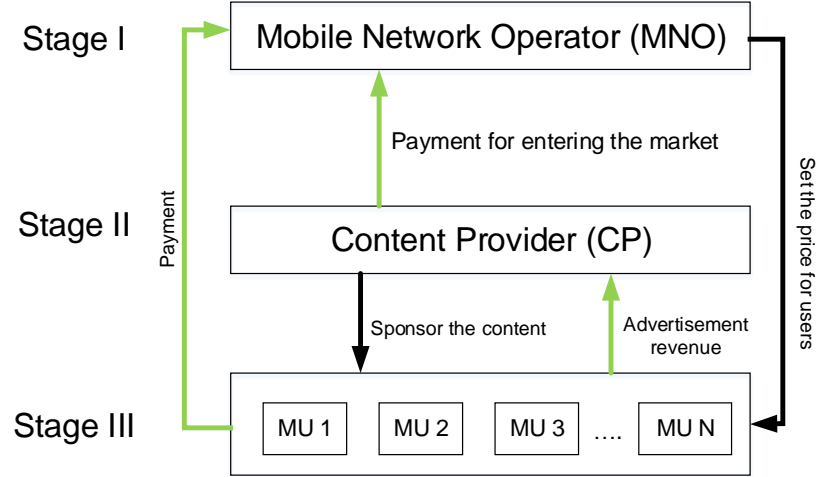 Stage I
Mobile Network Operator (MNO)
Payment for entering the market
Set the price for users
Payment
Stage II
Content Provider (CP)
Sponsor the content
Advertisement
revenue
Stage III
MU 1
MU 2
MU 3
....
MU N